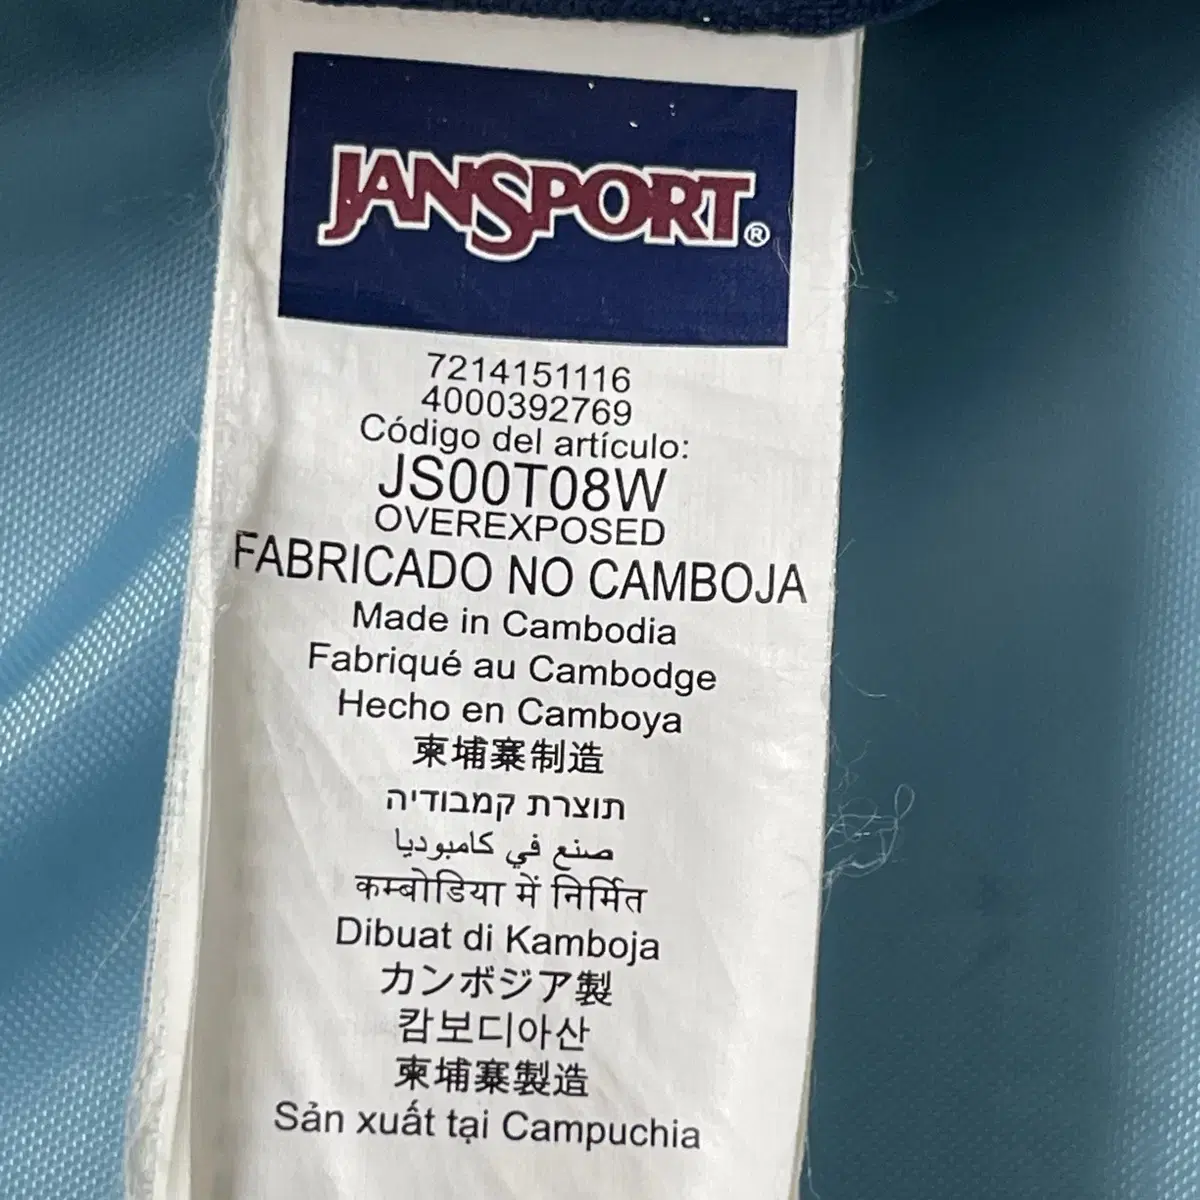 JANSPORT®
7214151116
4000392769
Código del artículo:
JS00T08W
OVEREXPOSED
FABRICADO NO CAMBOJA
Made in Cambodia
Fabriqué au Cambodge
Hecho en Camboya
柬埔寨制造
תוצרת קמבודיה
صنع في كامبوديا
कम्बोडिया में निर्मित
Dibuat di Kamboja
カンボジア製
캄보디아산
柬埔寨製造
Sản xuất tại Campuchia